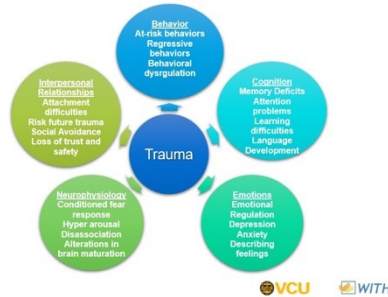 Behavior
At-risk behaviors
Regressive
behaviors
Behavioral
dysrgulation
Interpersonal
Relationships
Attachment
difficulties
Risk future trauma
Social Avoidance
Loss of trust and
safety
Cognition
Memory Deficits
Attention
problems
Learning
difficulties
Language
Development
Trauma
Neurophysiology
Conditioned fear
response
Hyper arousal
Disassociation
Alterations in
brain maturation
Emotions
Emotional
Regulation
Depression
Anxiety
Describing
feelings
VCU
WITH